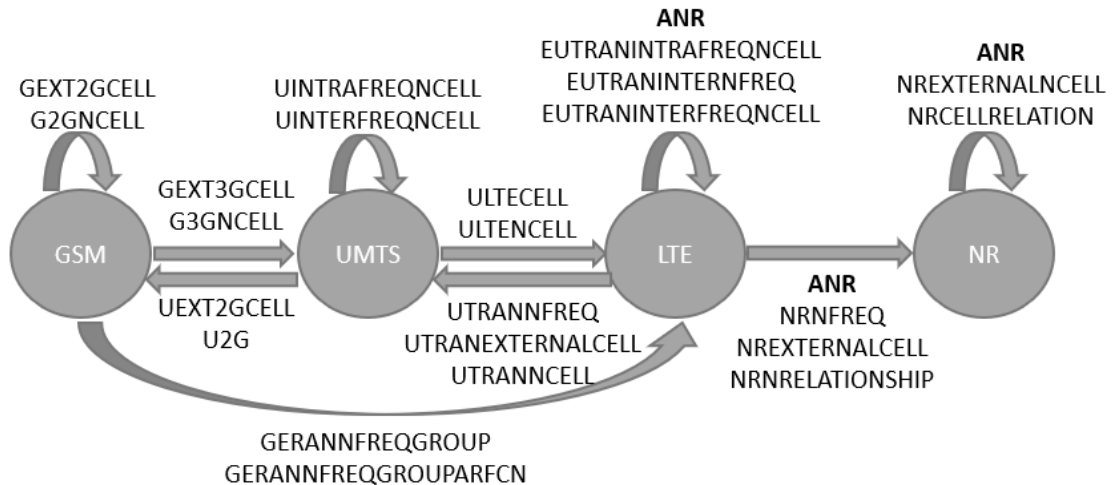 GEXT2GCELL
G2GNCELL
UINTRAFREQNCELL
UINTERFREQNCELL
ANR
EUTRANINTRAFREQNCELL
EUTRANINTERNFREQ
EUTRANINTERFREQNCELL
ANR
NREXTERNALNCELL
NRCELLRELATION
GSM
GEXT3GCELL
G3GNCELL
UEXT2GCELL
U2G
UMTS
ULTECELL
ULTENCELL
UTRANNFREQ
UTRANEXTERNALCELL
UTRANNCELL
LTE
ANR
NRNFREQ
NREXTERNALCELL
NRNRELATIONSHIP
NR
GERANNFREQGROUP
GERANNFREQGROUPARFCN